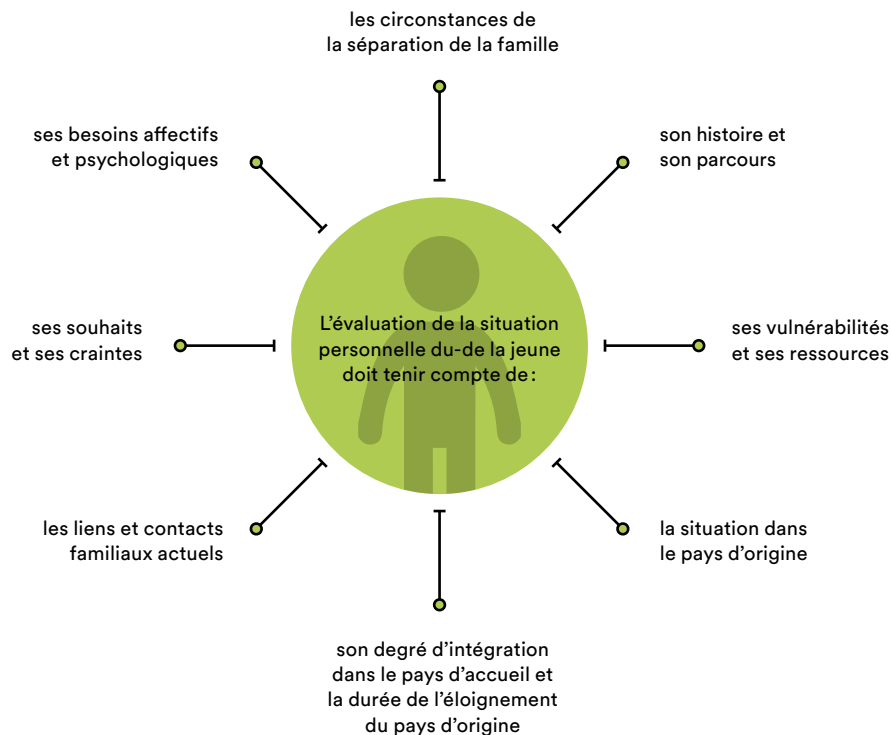 les circonstances de
la séparation de la famille
ses besoins affectifs
et psychologiques
son histoire et
son parcours
L’évaluation de la situation
personnelle du-de la jeune
doit tenir compte de :
ses souhaits
et ses craintes
ses vulnérabilités
et ses ressources
les liens et contacts
familiaux actuels
la situation dans
le pays d’origine
son degré d’intégration
dans le pays d’accueil et
la durée de l’éloignement
du pays d’origine